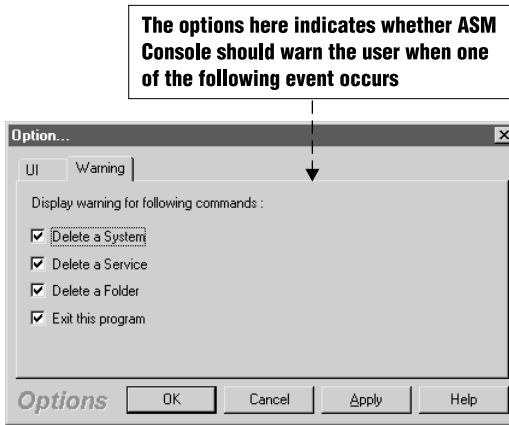 The options here indicates whether ASM
Console should warn the user when one
of the following event occurs
Option...
UI Warning
Display warning for following commands :
Delete a System
Delete a Service
Delete a Folder
Exit this program
Options OK Cancel Apply Help